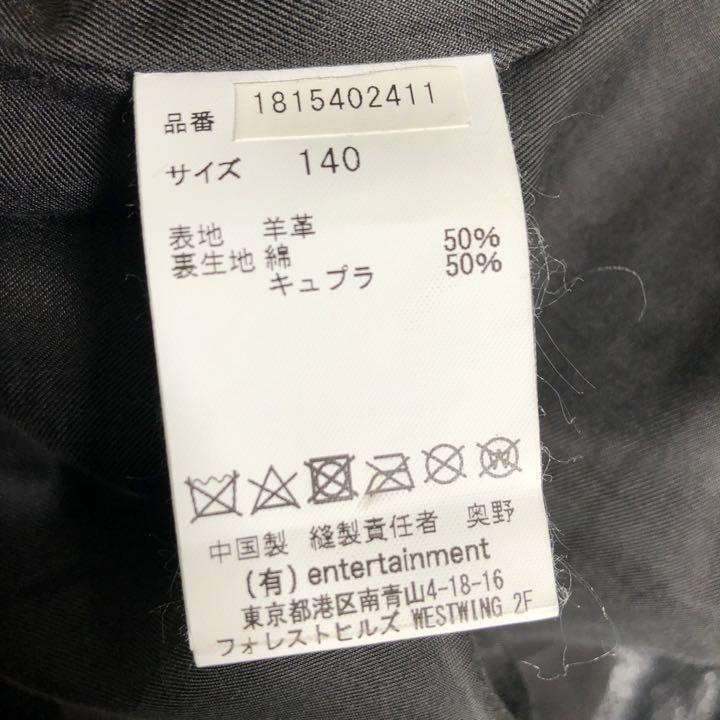 品番 1815402411
サイズ 140
表地 羊革
裏生地 綿 50%
キュプラ 50%
中国製 縫製責任者 奥野
(有) entertainment
東京都港区南青山4-18-16
フォレストヒルズ WESTWING 2F